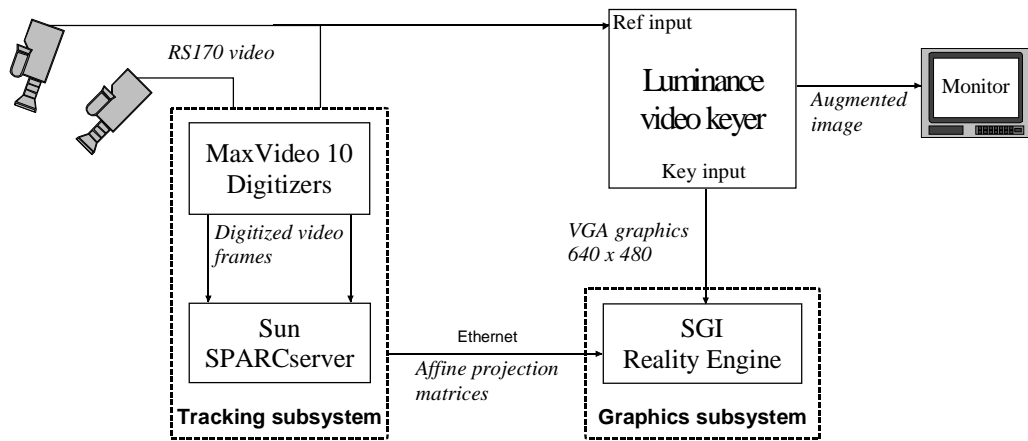 RS170 video
Ref input
Luminance
video keyer
Key input
Augmented
image
Monitor
MaxVideo 10
Digitizers
Digitized video
frames
VGA graphics
640 x 480
Sun
SPARCserver
Ethernet
Affine projection
matrices
SGI
Reality Engine
Tracking subsystem
Graphics subsystem